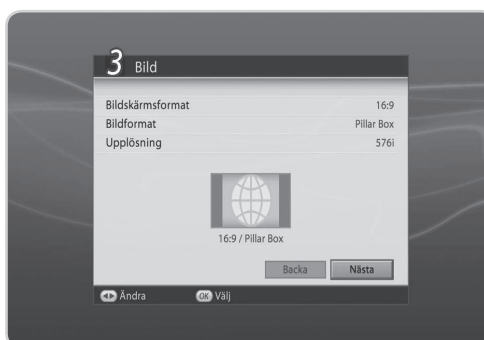 3 Bild
Bildskärmsformat 16:9
Bildformat Pillar Box
Upplösning 576i
16:9 / Pillar Box
Backa Nästa
Ändra OK Välj